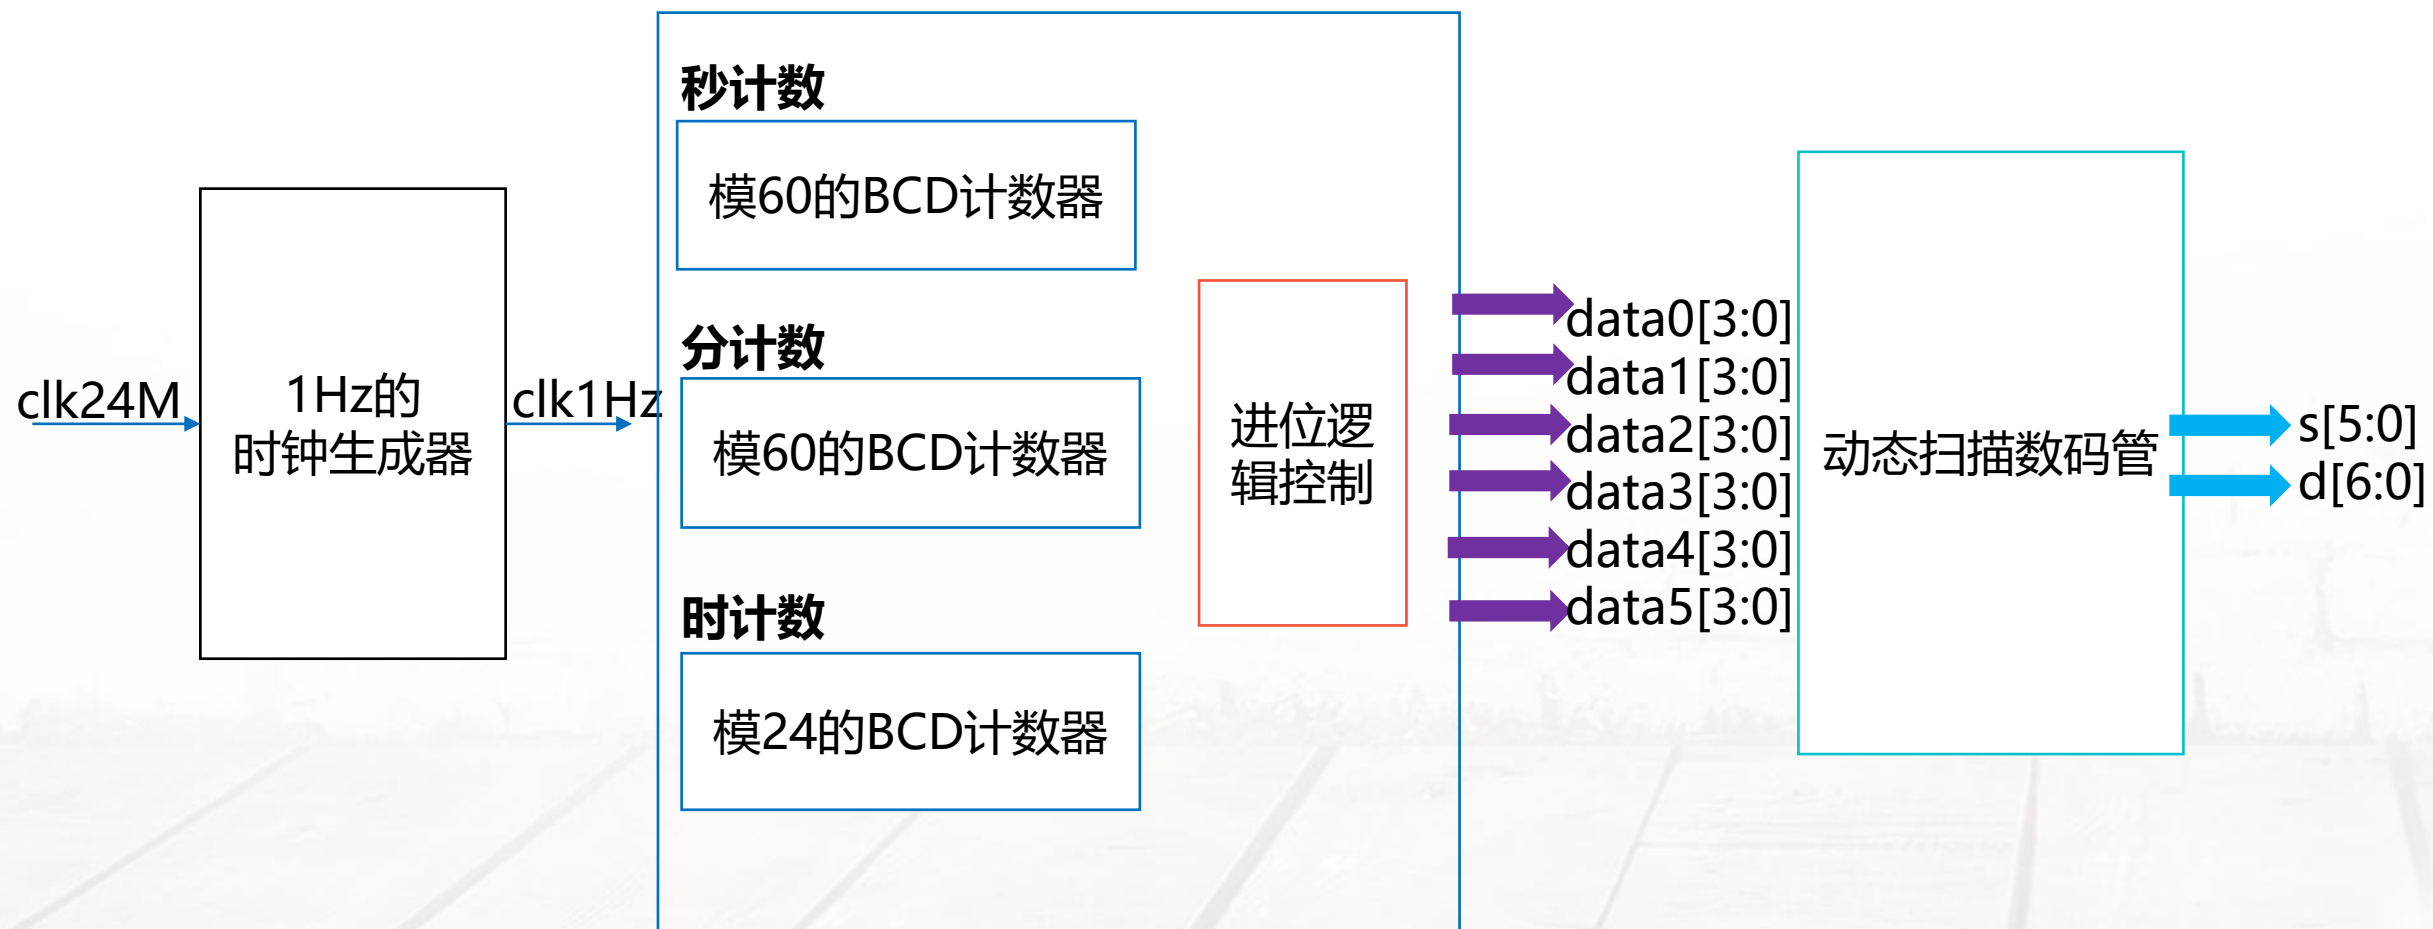 clk24M
1Hz的
时钟生成器
clk1Hz
秒计数
模60的BCD计数器
分计数
模60的BCD计数器
时计数
模24的BCD计数器
进位逻
辑控制
data0[3:0]
data1[3:0]
data2[3:0]
data3[3:0]
data4[3:0]
data5[3:0]
动态扫描数码管
s[5:0]
d[6:0]